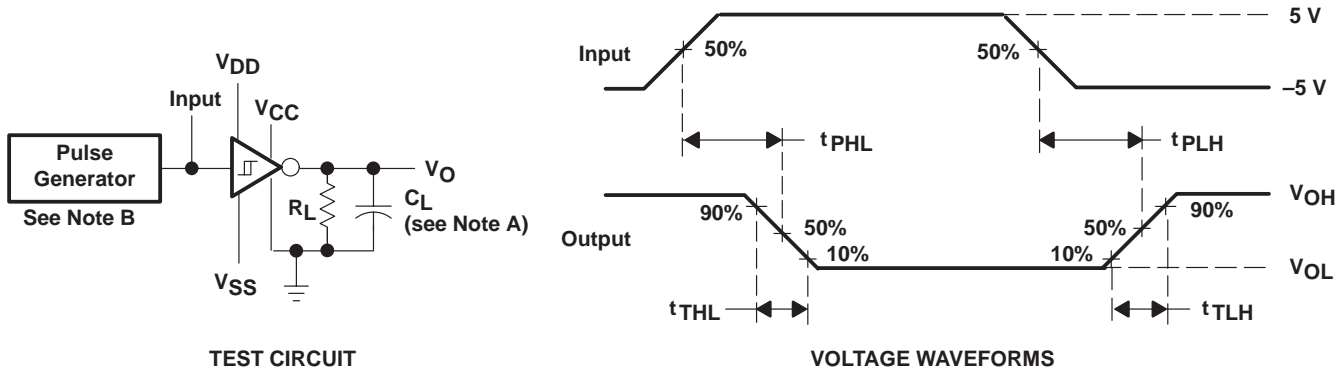 VDD
Input
VCC
Pulse
Generator
See Note B
VO
RL
CL
(see Note A)
VSS
TEST CIRCUIT
5 V
Input
50%
50%
–5 V
tPHL
tPLH
VOH
90%
90%
Output
50%
50%
10%
10%
VOL
tTHL
tTLH
VOLTAGE WAVEFORMS